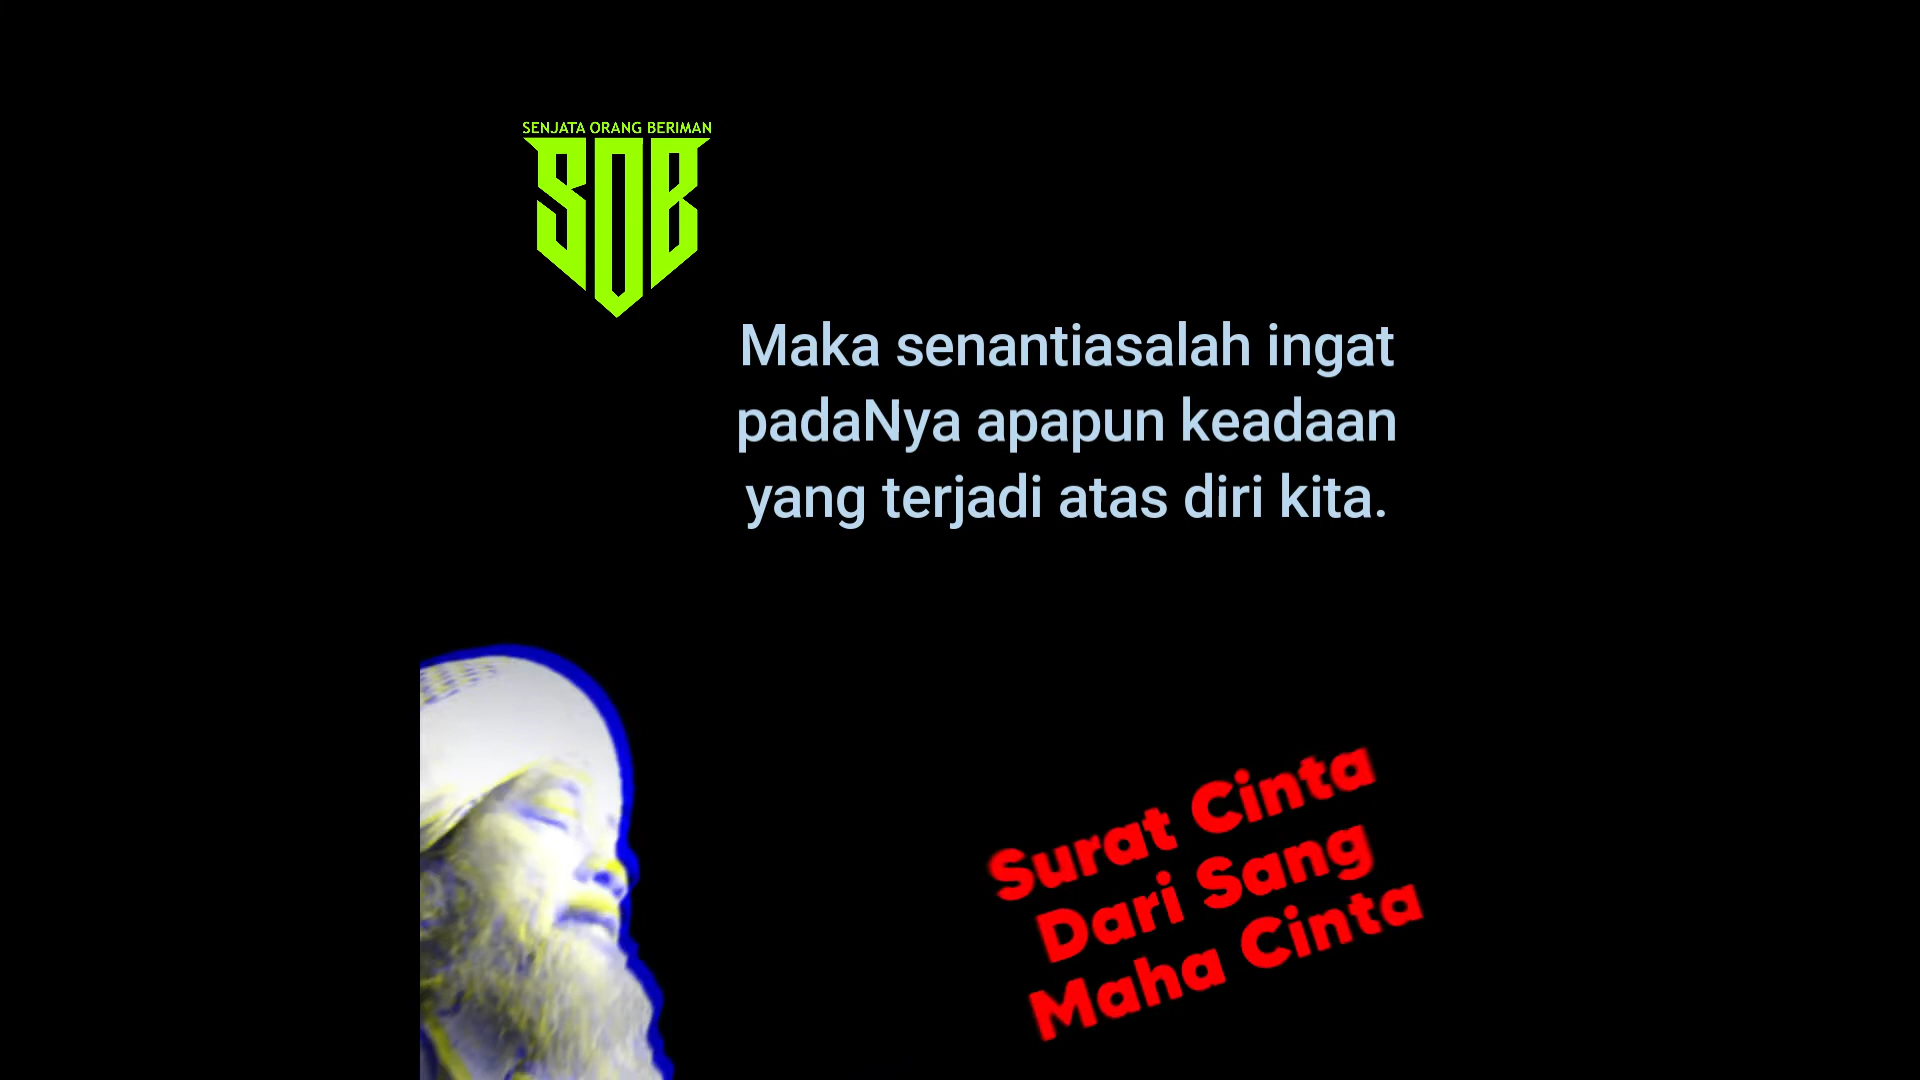 SENJATA ORANG BERIMAN
SOB
Maka senantiasalah ingat
padaNya apapun keadaan
yang terjadi atas diri kita.
Surat Cinta
Dari Sang
Maha Cinta